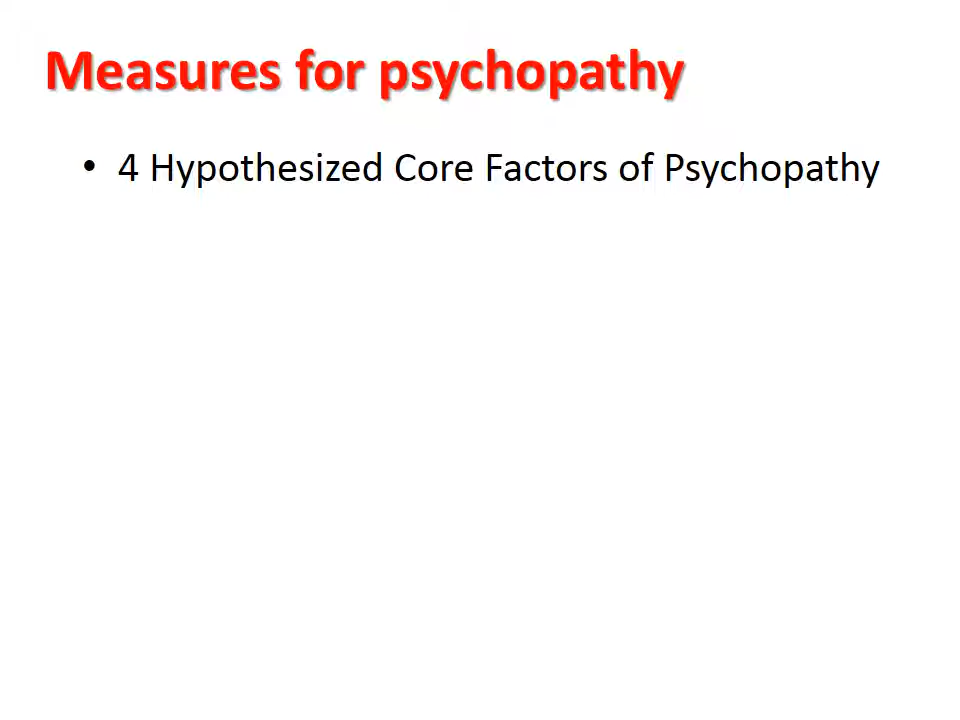 Measures for psychopathy
• 4 Hypothesized Core Factors of Psychopathy